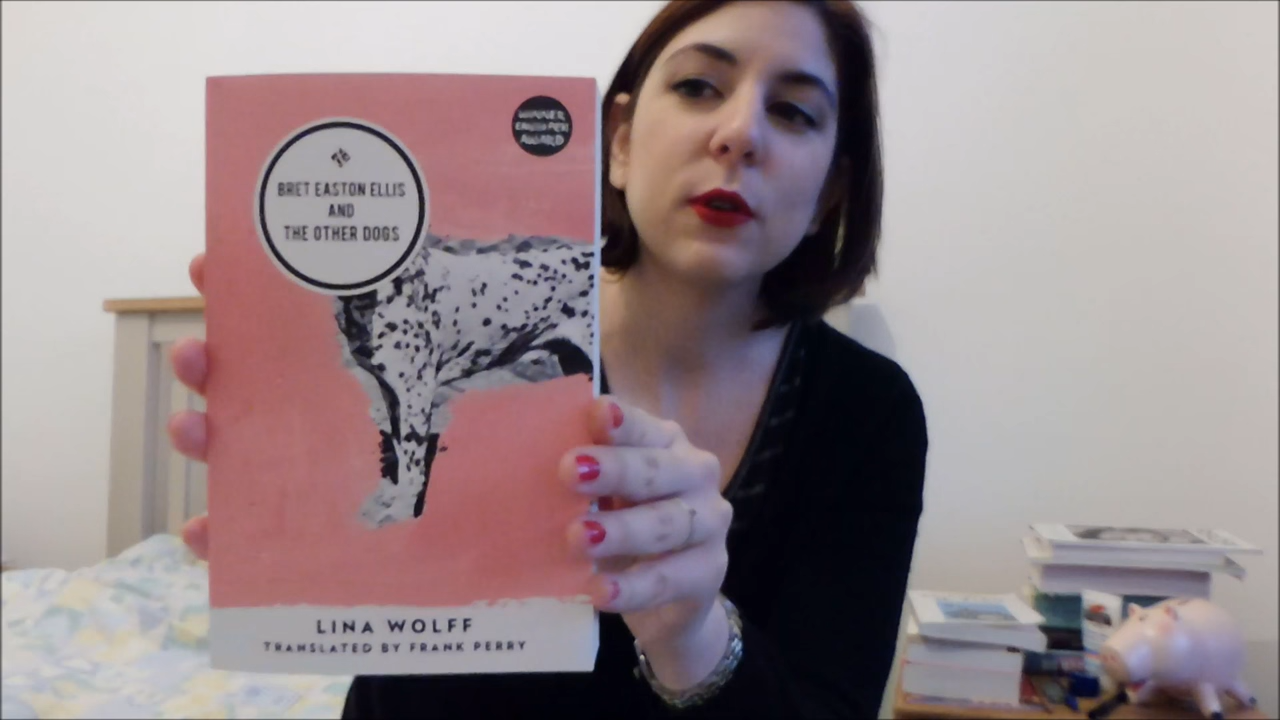 BRET EASTON ELLIS
AND
THE OTHER DOGS
WINNER
ENGLISH PEN
AWARD
LINA WOLFF
TRANSLATED BY FRANK PERRY